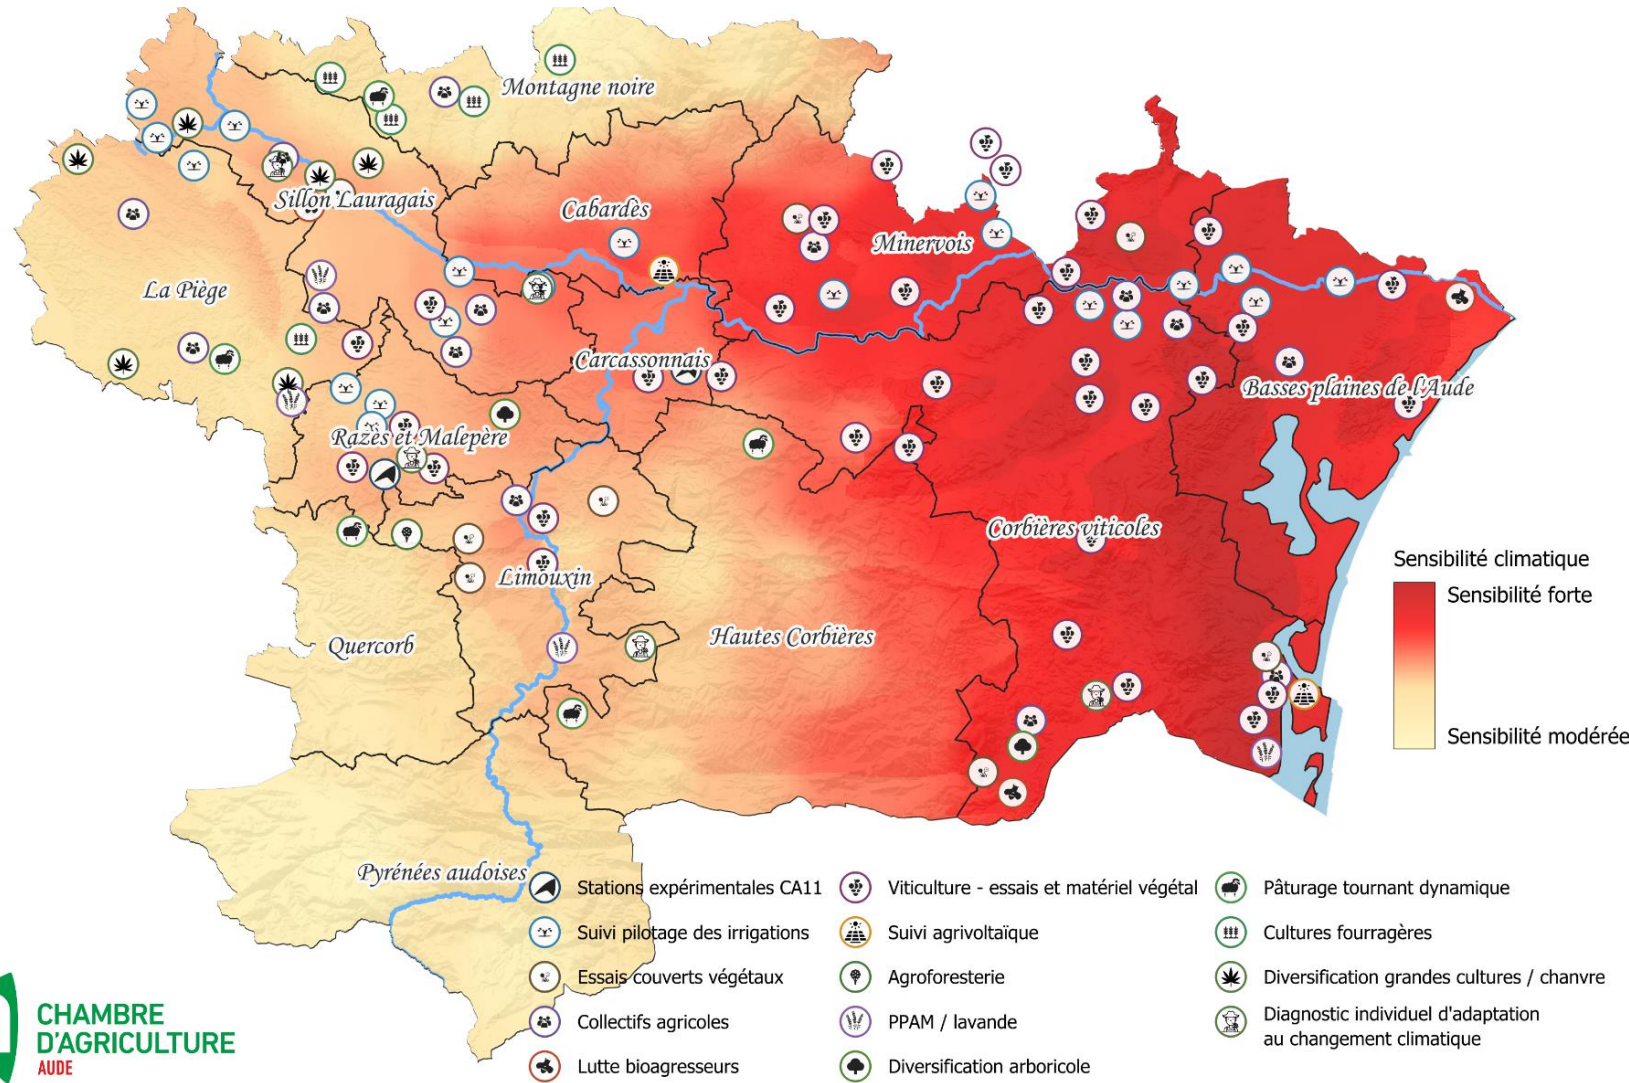 Montagne noire
Sillon Lauragais
Cabardès
Minervois
La Piège
Carcassonnais
Basses plaines de l'Aude
Razès et Malepère
Corbières viticoles
Limouxin
Hautes Corbières
Quercorb
Pyrénées audoises
Sensibilité climatique
Sensibilité forte
Sensibilité modérée
Stations expérimentales CA11
Suivi pilotage des irrigations
Essais couverts végétaux
Collectifs agricoles
Lutte bioagresseurs
Viticulture - essais et matériel végétal
Suivi agrivoltaïque
Agroforesterie
PPAM / lavande
Diversification arboricole
Pâturage tournant dynamique
Cultures fourragères
Diversification grandes cultures / chanvre
Diagnostic individuel d'adaptation
au changement climatique
CHAMBRE
D'AGRICULTURE
AUDE